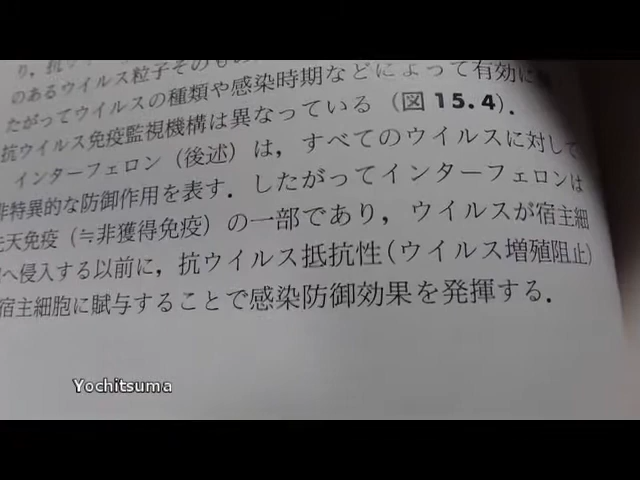 のあるウイルス粒子そのもの
たがってウイルスの種類や感染時期などによって有効に
抗ウイルス免疫監視機構は異なっている（図 15.4）．
インターフェロン（後述）は，すべてのウイルスに対して
非特異的な防御作用を表す．したがってインターフェロンは
先天免疫（≒非獲得免疫）の一部であり，ウイルスが宿主細
へ侵入する以前に，抗ウイルス抵抗性（ウイルス増殖阻止）
宿主細胞に賦与することで感染防御効果を発揮する．
Yochitsuma